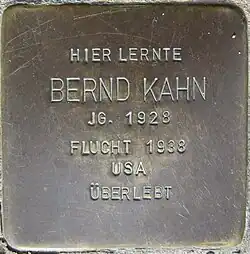 HIER LERNTE
BERND KAHN
JG. 1928
FLUCHT 1938
USA
ÜBERLEBT